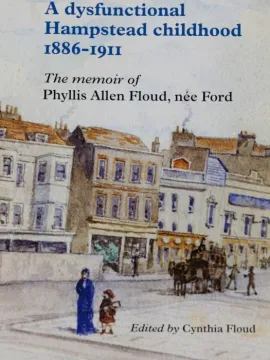 A dysfunctional
Hampstead childhood
1886-1911
The memoir of
Phyllis Allen Floud, née Ford
Edited by Cynthia Floud